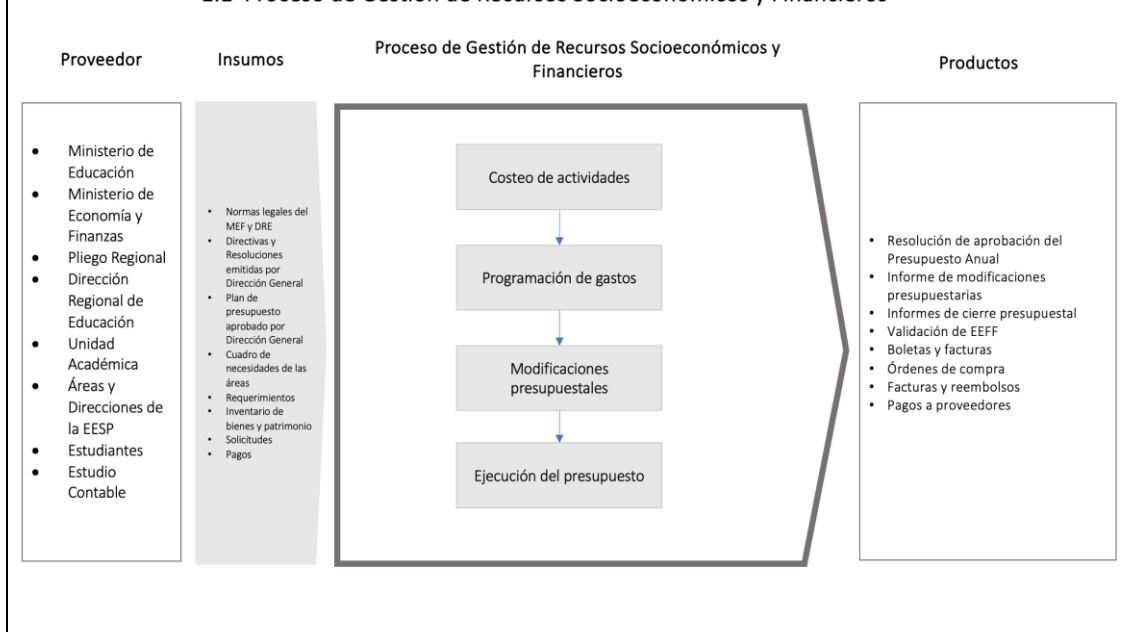 Proceso de Gestión de Recursos Socioeconómicos y Financieros
Proveedor
Insumos
Proceso de Gestión de Recursos Socioeconómicos y
Financieros
Productos
• Ministerio de
Educación
• Ministerio de
Economía y
Finanzas
• Pliego Regional
• Dirección
Regional de
Educación
• Unidad
Académica
• Áreas y
Direcciones de
la EESP
• Estudiantes
• Estudio
Contable
• Normas legales del
MEF y DRE
• Directivas y
Resoluciones
emitidas por
Dirección General
• Plan de
presupuesto
aprobado por
Dirección General
• Cuadro de
necesidades de las
áreas
• Requerimientos
• Inventario de
bienes y patrimonio
• Solicitudes
• Pagos
Costeo de actividades
Programación de gastos
Modificaciones
presupuestales
Ejecución del presupuesto
• Resolución de aprobación del
Presupuesto Anual
• Informe de modificaciones
presupuestarias
• Informes de cierre presupuestal
• Validación de EEFF
• Boletas y facturas
• Órdenes de compra
• Facturas y reembolsos
• Pagos a proveedores